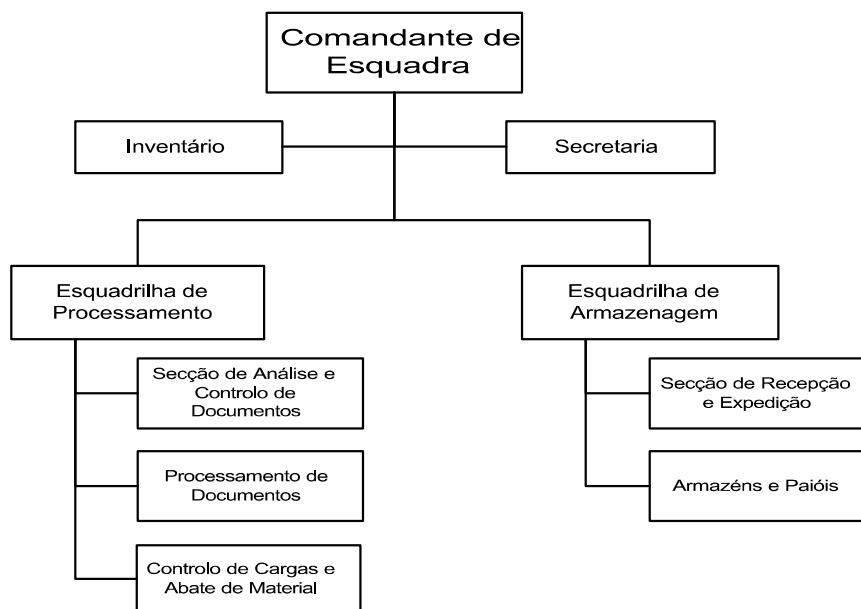 Comandante de
Esquadra
Inventário
Secretaria
Esquadrilha de
Processamento
Esquadrilha de
Armazenagem
Secção de Análise e
Controlo de
Documentos
Secção de Recepção
e Expedição
Processamento de
Documentos
Armazéns e Paióis
Controlo de Cargas e
Abate de Material